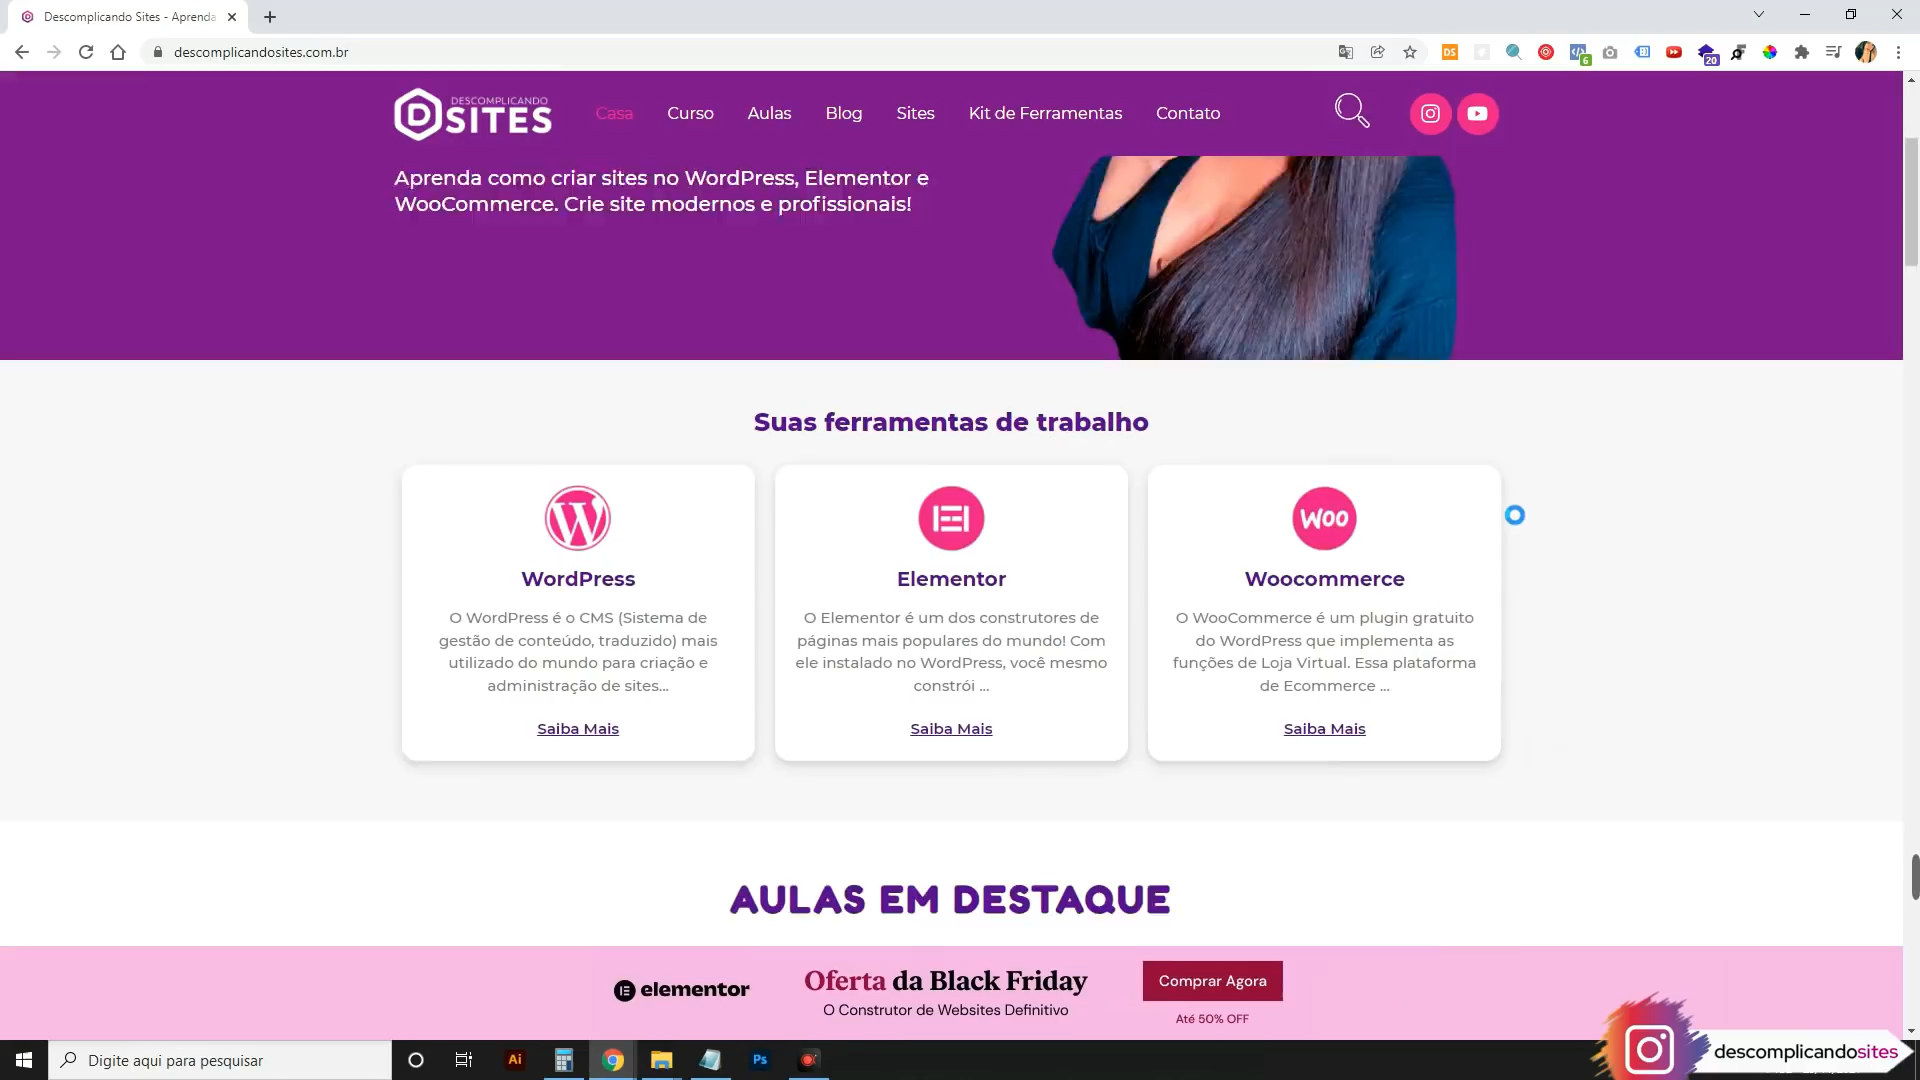 Descomplicando Sites - Aprenda
descomplicandosites.com.br
DS
6
20
DESCOMPLICANDO
SITES
Casa
Curso
Aulas
Blog
Sites
Kit de Ferramentas
Contato
Aprenda como criar sites no WordPress, Elementor e
WooCommerce. Crie site modernos e profissionais!
Suas ferramentas de trabalho
WordPress
O WordPress é o CMS (Sistema de
gestão de conteúdo, traduzido) mais
utilizado do mundo para criação e
administração de sites...
Saiba Mais
Elementor
O Elementor é um dos construtores de
páginas mais populares do mundo! Com
ele instalado no WordPress, você mesmo
constrói ...
Saiba Mais
Woo
Woocommerce
O WooCommerce é um plugin gratuito
do WordPress que implementa as
funções de Loja Virtual. Essa plataforma
de Ecommerce ...
Saiba Mais
AULAS EM DESTAQUE
elementor
Oferta da Black Friday
O Construtor de Websites Definitivo
Comprar Agora
Até 50% OFF
Digite aqui para pesquisar
Ai
Ps
descomplicandosites